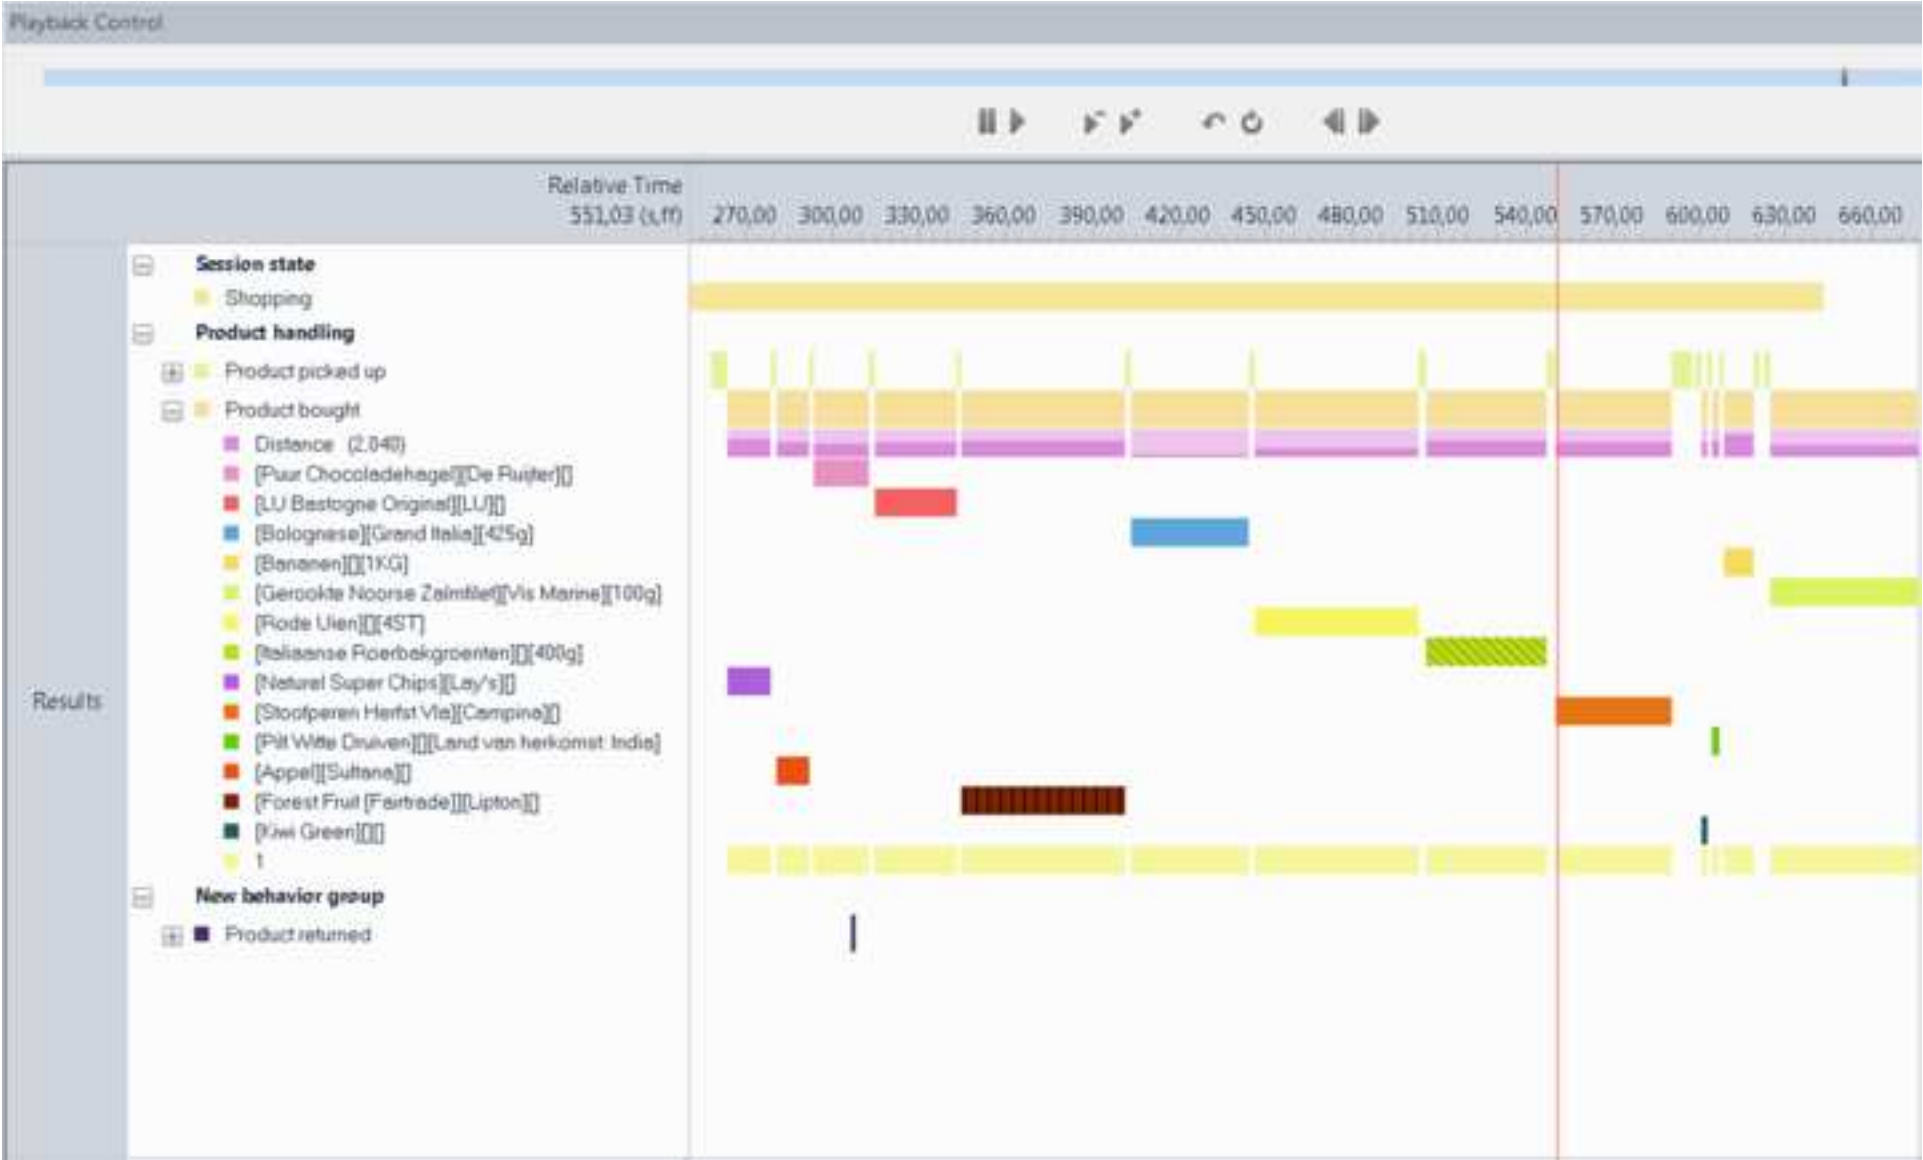 Playback Control
Relative Time
551,03 (s,ff) 270,00 300,00 330,00 360,00 390,00 420,00 450,00 480,00 510,00 540,00 570,00 600,00 630,00 660,00
Session state
Shopping
Product handling
Product picked up
Product bought
Distance (2.040)
[Puur Chocoladehagel][De Ruijter][]
[LU Bastogne Original][LU][]
[Bolognese][Grand Italia][425g]
[Bananen][][1KG]
[Gerookte Noorse Zalmfilet][Vis Marine][100g]
[Rode Uien][][4ST]
[Italiaanse Roerbakgroenten][][400g]
[Naturel Super Chips][Lay's][]
Results
[Stoofperen Herfst Vla][Campina][]
[Pilt Witte Druiven][][Land van herkomst: India]
[Appel][Sultana][]
[Forest Fruit [Fairtrade]][Lipton][]
[Kiwi Green][][]
1
New behavior group
Product returned